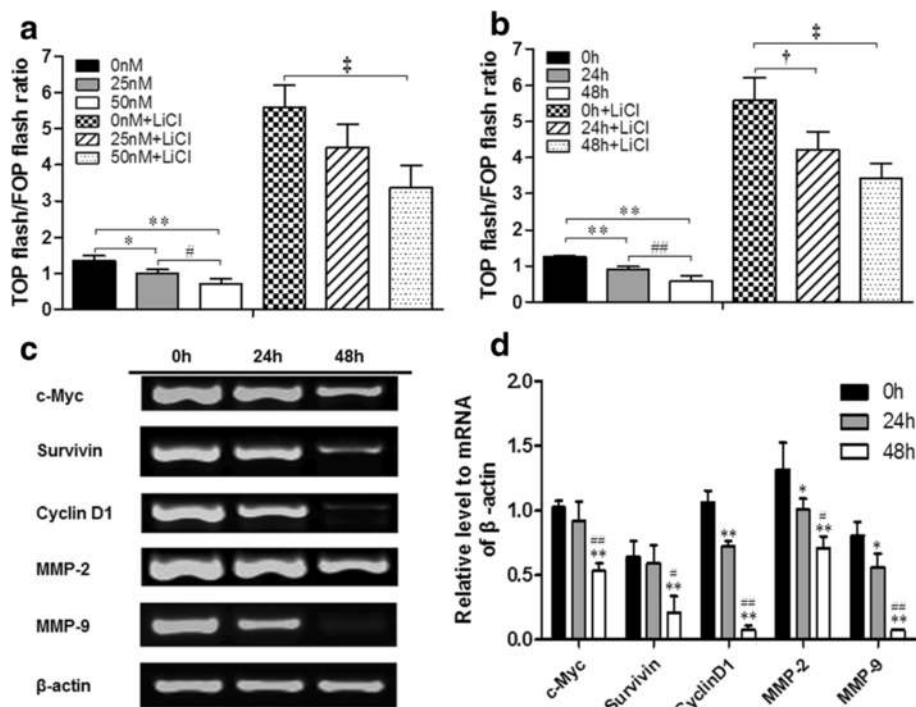 a
TOP flash/FOP flash ratio
7
6
5
4
3
2
1
0
0nM
25nM
50nM
0nM+LiCl
25nM+LiCl
50nM+LiCl
**
*
#
‡
b
TOP flash/FOP flash ratio
7
6
5
4
3
2
1
0
0h
24h
48h
0h+LiCl
24h+LiCl
48h+LiCl
**
**
##
‡
†
c
0h 24h 48h
c-Myc
Survivin
Cyclin D1
MMP-2
MMP-9
β-actin
d
Relative level to mRNA
of β -actin
2.0
1.5
1.0
0.5
0.0
0h
24h
48h
##
**
#
**
**
##
**
*
#
**
*
##
**
c-Myc
Survivin
CyclinD1
MMP-2
MMP-9